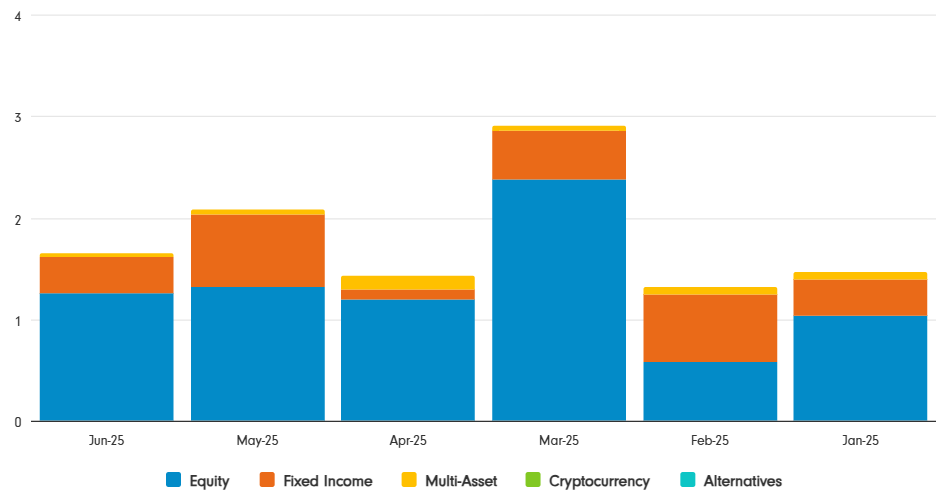 4
3
2
1
0
Jun-25 May-25 Apr-25 Mar-25 Feb-25 Jan-25
Equity Fixed Income Multi-Asset Cryptocurrency Alternatives